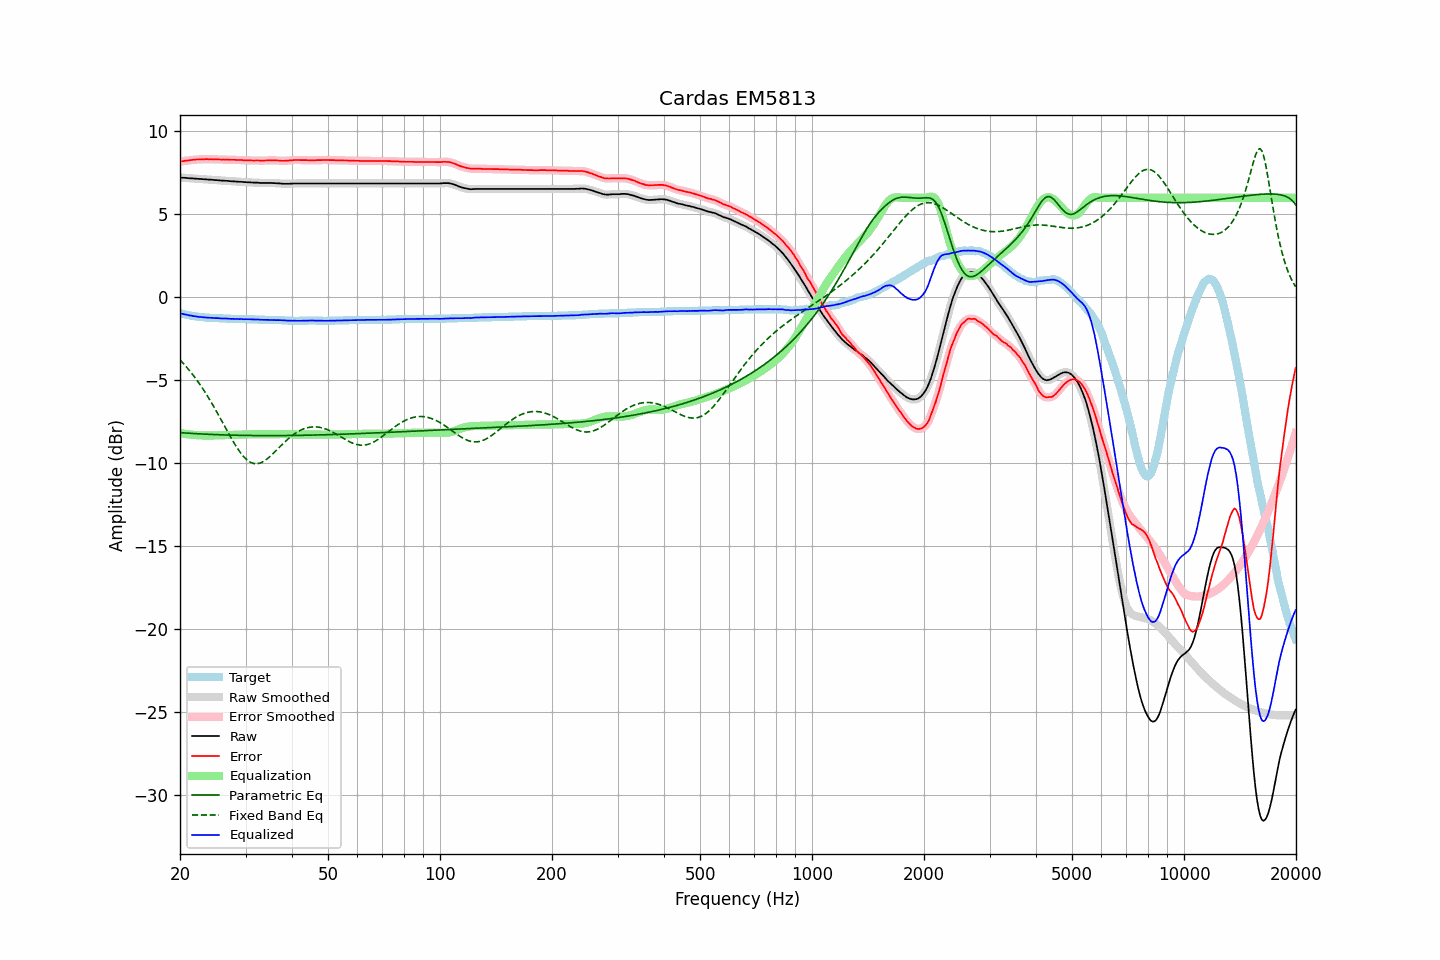 Cardas EM5813
Amplitude (dBr)
10
5
0
−5
−10
−15
−20
−25
−30
Target
Raw Smoothed
Error Smoothed
Raw
Error
Equalization
Parametric Eq
Fixed Band Eq
Equalized
20 50 100 200 500 1000 2000 5000 10000 20000
Frequency (Hz)